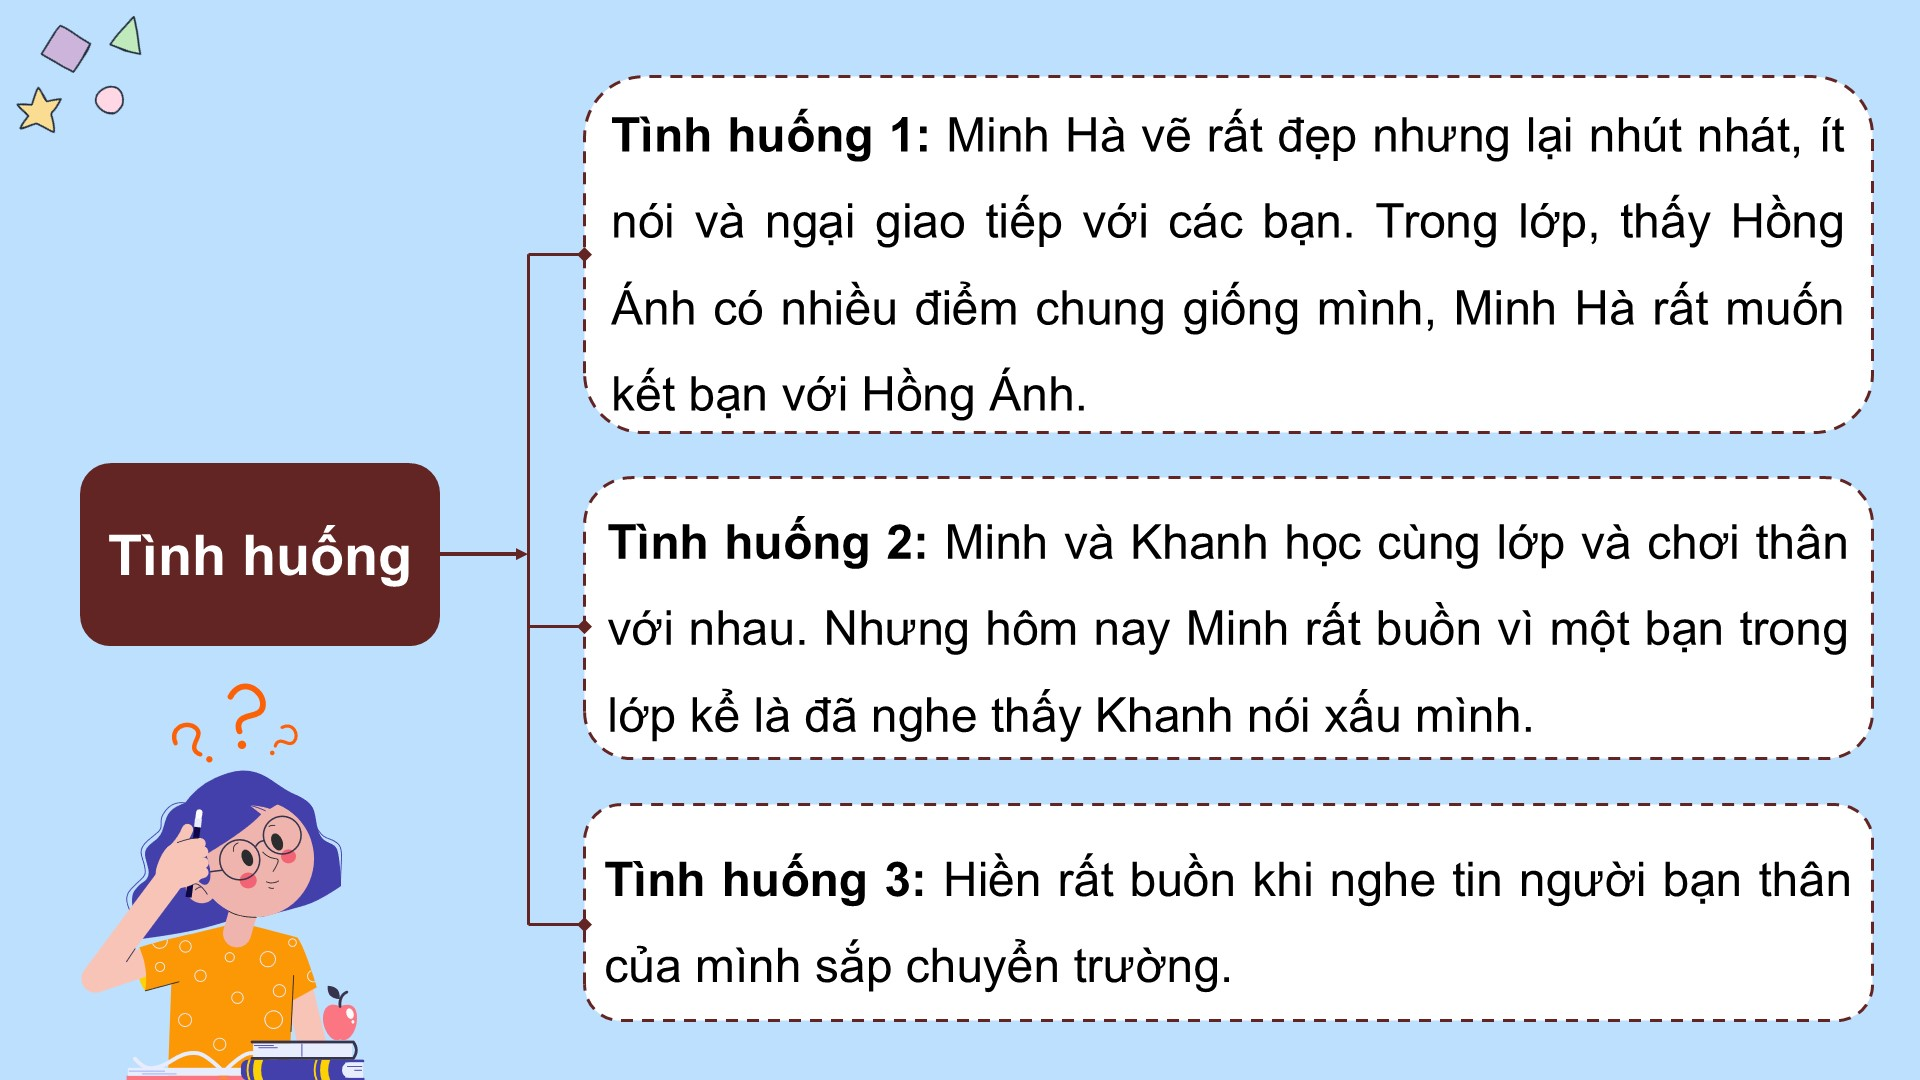 Tình huống 1: Minh Hà vẽ rất đẹp nhưng lại nhút nhát, ít
nói và ngại giao tiếp với các bạn. Trong lớp, thấy Hồng
Ánh có nhiều điểm chung giống mình, Minh Hà rất muốn
kết bạn với Hồng Ánh.
Tình huống
Tình huống 2: Minh và Khanh học cùng lớp và chơi thân
với nhau. Nhưng hôm nay Minh rất buồn vì một bạn trong
lớp kể là đã nghe thấy Khanh nói xấu mình.
Tình huống 3: Hiền rất buồn khi nghe tin người bạn thân
của mình sắp chuyển trường.